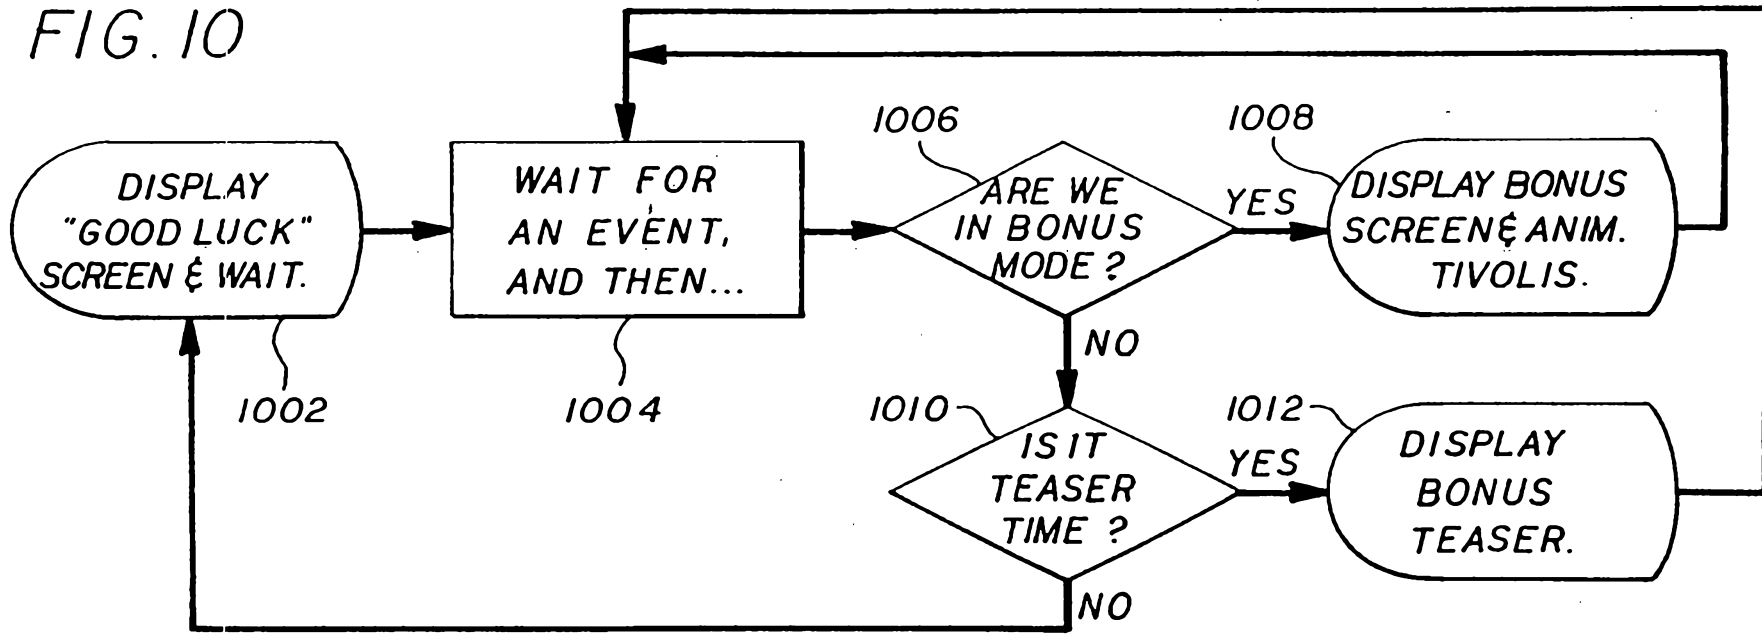 FIG. 10
DISPLAY
"GOOD LUCK"
SCREEN & WAIT.
1002
WAIT FOR
AN EVENT,
AND THEN...
1004
1006
ARE WE
IN BONUS
MODE?
YES
NO
1008
DISPLAY BONUS
SCREEN & ANIM.
TIVOLIS.
1010
IS IT
TEASER
TIME?
YES
NO
1012
DISPLAY
BONUS
TEASER.